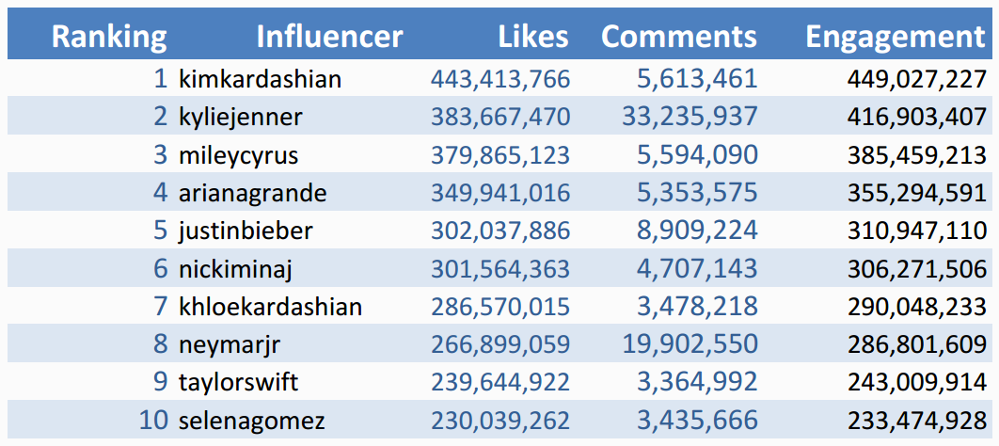 Ranking Influencer Likes Comments Engagement
1 kimkardashian 443,413,766 5,613,461 449,027,227
2 kyliejenner 383,667,470 33,235,937 416,903,407
3 mileycyrus 379,865,123 5,594,090 385,459,213
4 arianagrande 349,941,016 5,353,575 355,294,591
5 justinbieber 302,037,886 8,909,224 310,947,110
6 nickiminaj 301,564,363 4,707,143 306,271,506
7 khloekardashian 286,570,015 3,478,218 290,048,233
8 neymarjr 266,899,059 19,902,550 286,801,609
9 taylorswift 239,644,922 3,364,992 243,009,914
10 selenagomez 230,039,262 3,435,666 233,474,928